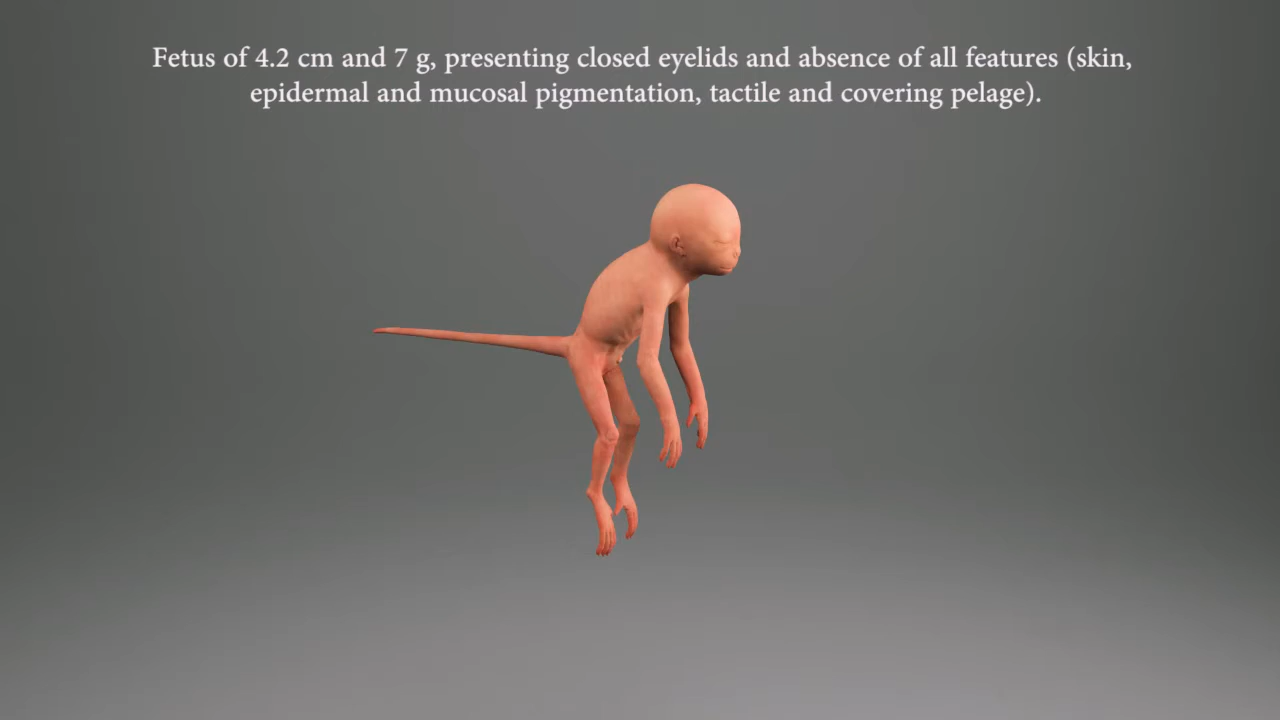 Fetus of 4.2 cm and 7 g, presenting closed eyelids and absence of all features (skin,
epidermal and mucosal pigmentation, tactile and covering pelage).